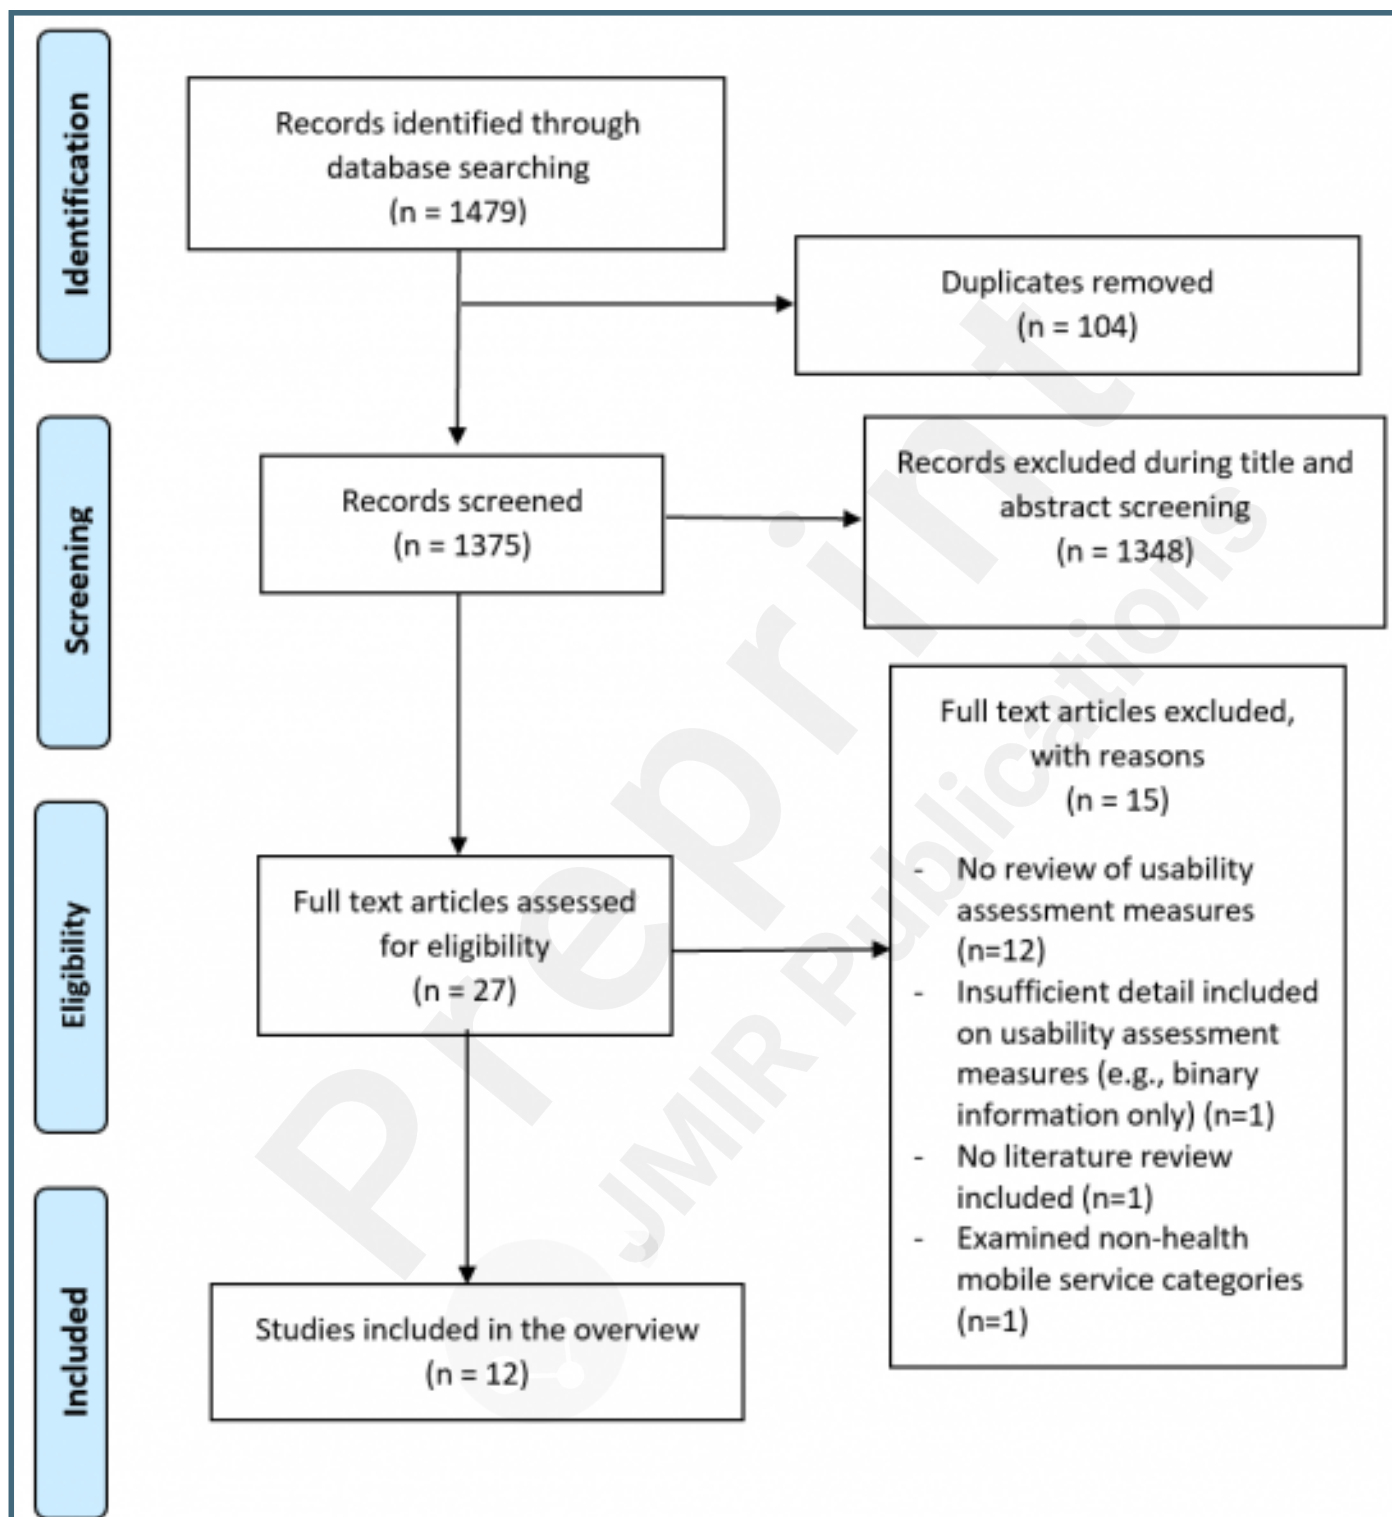 Identification
Records identified through
database searching
(n = 1479)
Duplicates removed
(n = 104)
Screening
Records screened
(n = 1375)
Records excluded during title and
abstract screening
(n = 1348)
Eligibility
Full text articles assessed
for eligibility
(n = 27)
Full text articles excluded,
with reasons
(n = 15)
- No review of usability
assessment measures
(n=12)
- Insufficient detail included
on usability assessment
measures (e.g., binary
information only) (n=1)
- No literature review
included (n=1)
- Examined non-health
mobile service categories
(n=1)
Included
Studies included in the overview
(n = 12)
Preprint
JMIR Publications